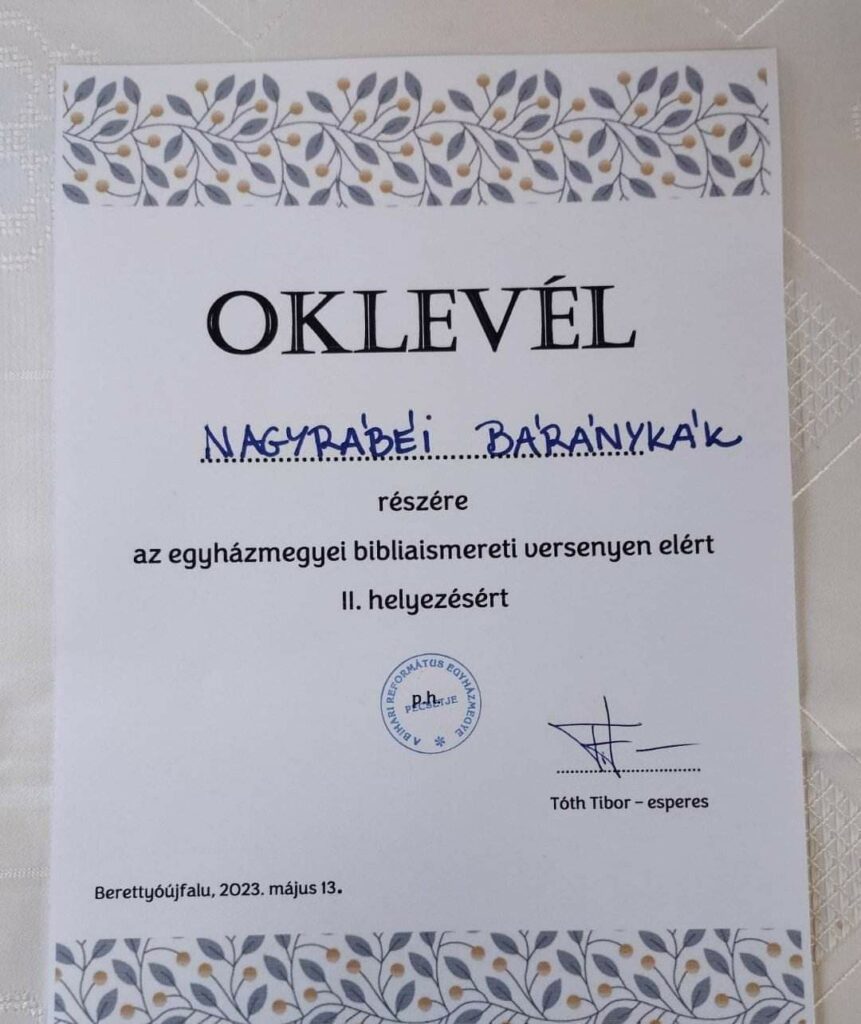 OKLEVÉL
NAGYRÁBÉI BÁRÁNYKÁK
részére
az egyházmegyei bibliaismereti versenyen elért
II. helyezésért
A BIHARI REFORMÁTUS EGYHÁZMEGYE
PECSÉTJE
p.h.
Tóth Tibor – esperes
Berettyóújfalu, 2023. május 13.